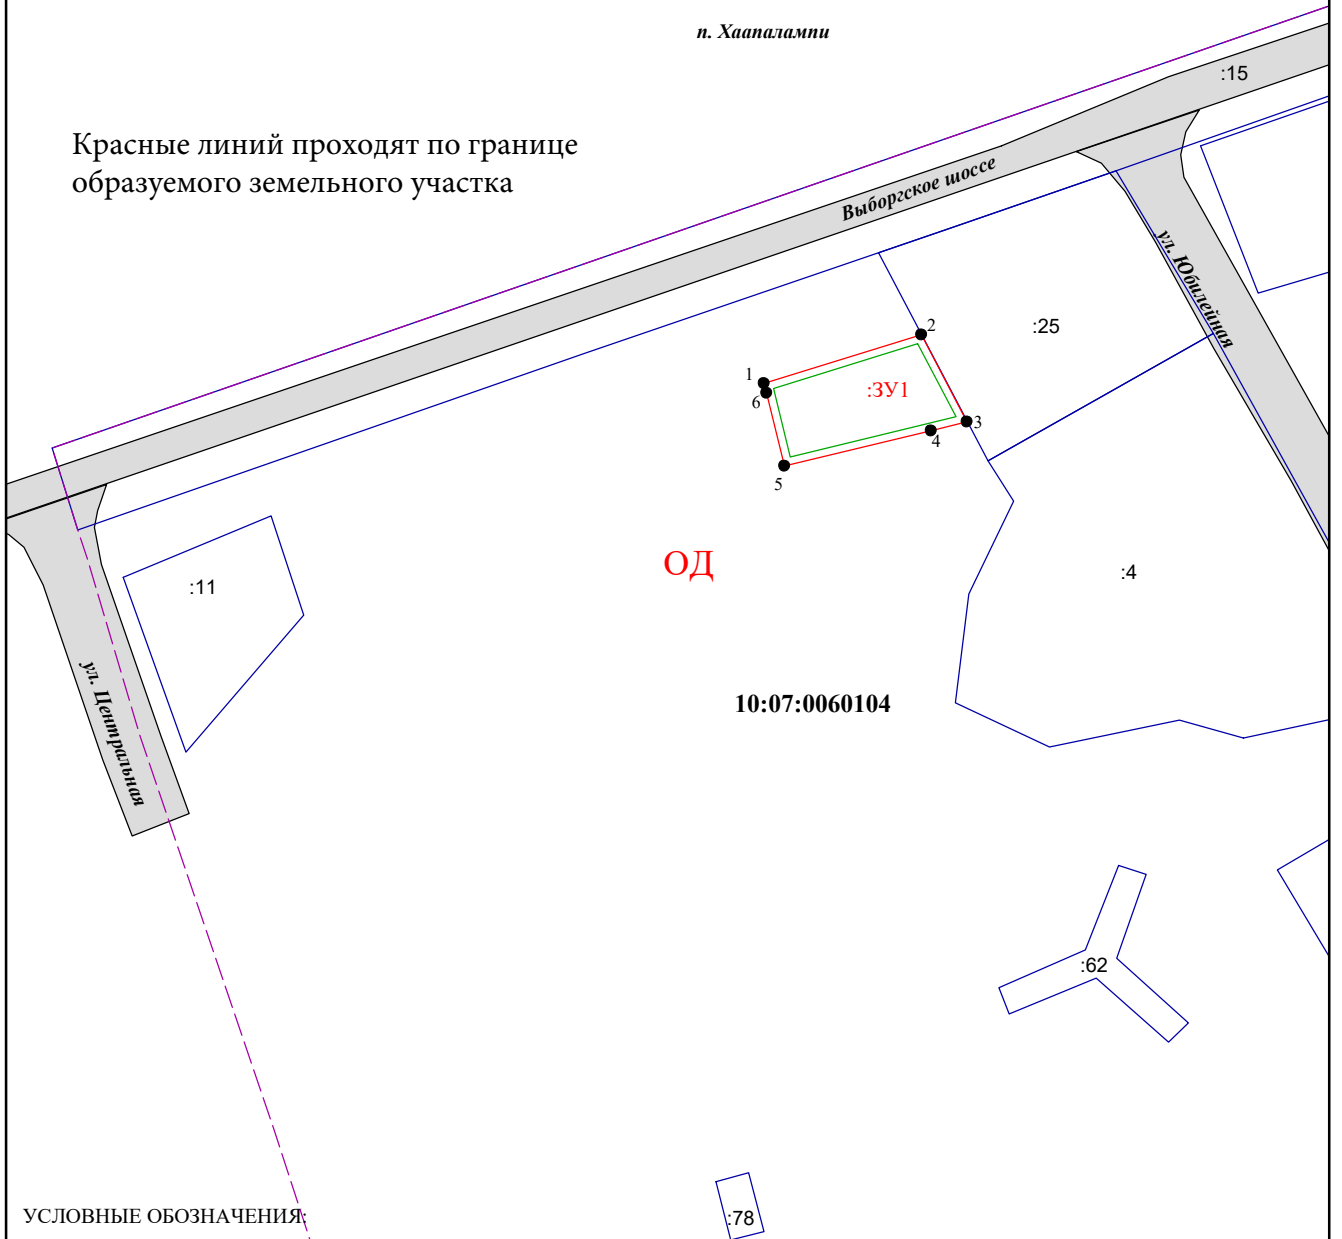 п. Хаапалампи
:15
Красные линий проходят по границе
образуемого земельного участка
Выборгское шоссе
ул. Юбилейная
:25
2
1
:ЗУ1
6
3
4
5
ОД
:11
:4
ул. Центральная
10:07:0060104
:62
УСЛОВНЫЕ ОБОЗНАЧЕНИЯ:
:78